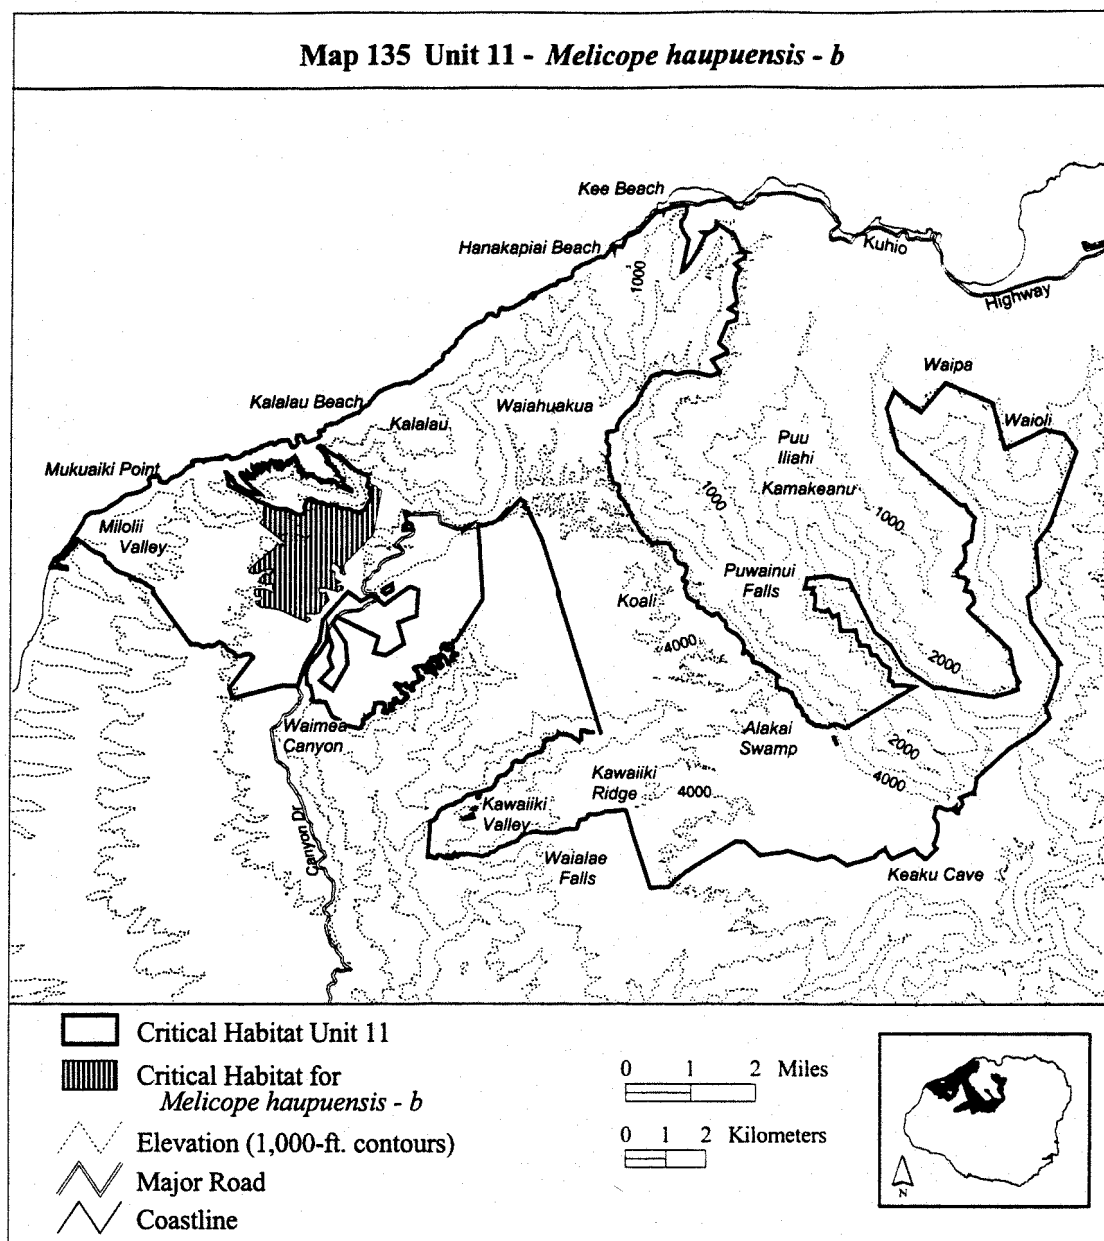 Map 135 Unit 11 - Melicope haupuensis - b
Kee Beach
Hanakapiai Beach
Kuhio
Highway
1000
Waipa
Kalalau Beach
Kalalau
Waiahuakua
Waioli
Puu
Iliahi
Mukuaiki Point
Kamakeanu
1000
1000
Milolii
Valley
Puwainui
Falls
Koali
4000
2000
Waimea
Canyon
Alakai
Swamp
2000
4000
Kawaiiki
Ridge
4000
Kawaiiki
Valley
Canyon Dr
Waialae
Falls
Keaku Cave
Critical Habitat Unit 11
Critical Habitat for
Melicope haupuensis - b
Elevation (1,000-ft. contours)
Major Road
Coastline
0 1 2 Miles
0 1 2 Kilometers
N